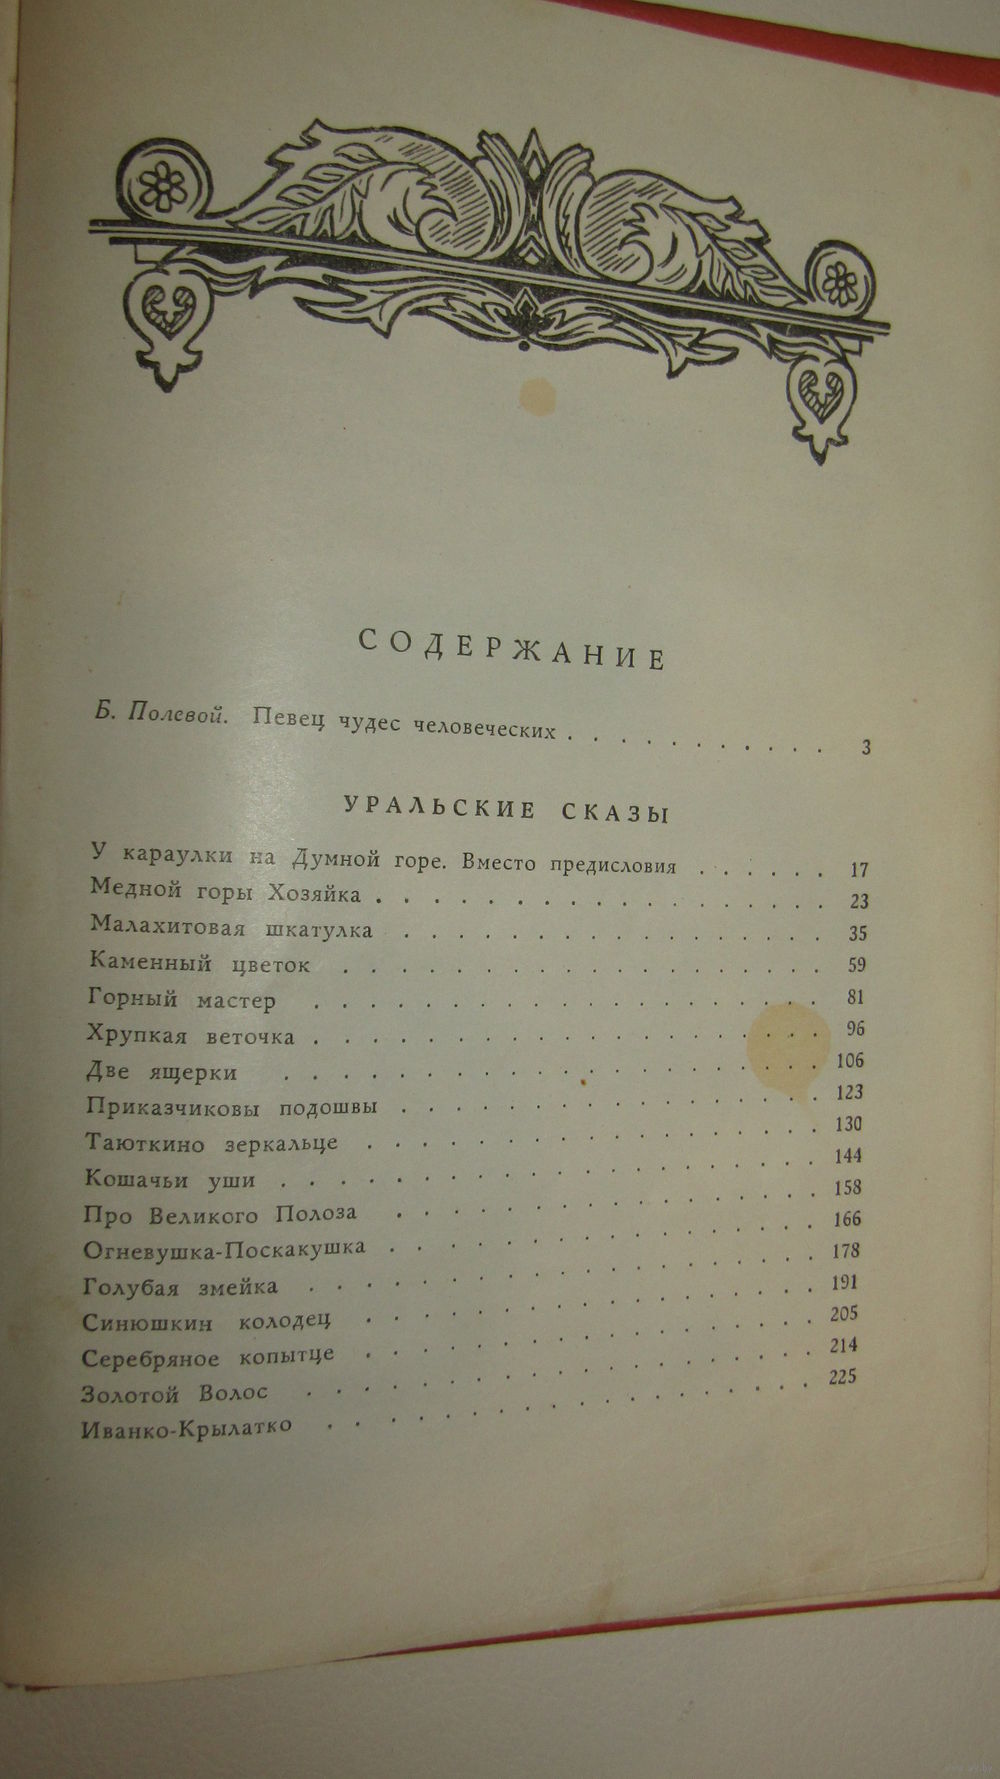 СОДЕРЖАНИЕ
Б. Полевой. Певец чудес человеческих . . . . . . . . . . . 3
УРАЛЬСКИЕ СКАЗЫ
У караулки на Думной горе. Вместо предисловия . . . . . . 17
Медной горы Хозяйка . . . . . . . . . . . . . . . . . 23
Малахитовая шкатулка . . . . . . . . . . . . . . . . 35
Каменный цветок . . . . . . . . . . . . . . . . . . 59
Горный мастер . . . . . . . . . . . . . . . . . . 81
Хрупкая веточка . . . . . . . . . . . . . . . . . . 96
Две ящерки . . . . . . . . . . . . . . . . . . . 106
Приказчиковы подошвы . . . . . . . . . . . . . . . . 123
Таюткино зеркальце . . . . . . . . . . . . . . . . . 130
Кошачьи уши . . . . . . . . . . . . . . . . . . . 144
Про Великого Полоза . . . . . . . . . . . . . . . . 158
Огневушка-Поскакушка . . . . . . . . . . . . . . . . 166
Голубая змейка . . . . . . . . . . . . . . . . . . 178
Синюшкин колодец . . . . . . . . . . . . . . . . . 191
Серебряное копытце . . . . . . . . . . . . . . . . . 205
Золотой Волос . . . . . . . . . . . . . . . . . . 214
Иванко-Крылатко . . . . . . . . . . . . . . . . . . 225